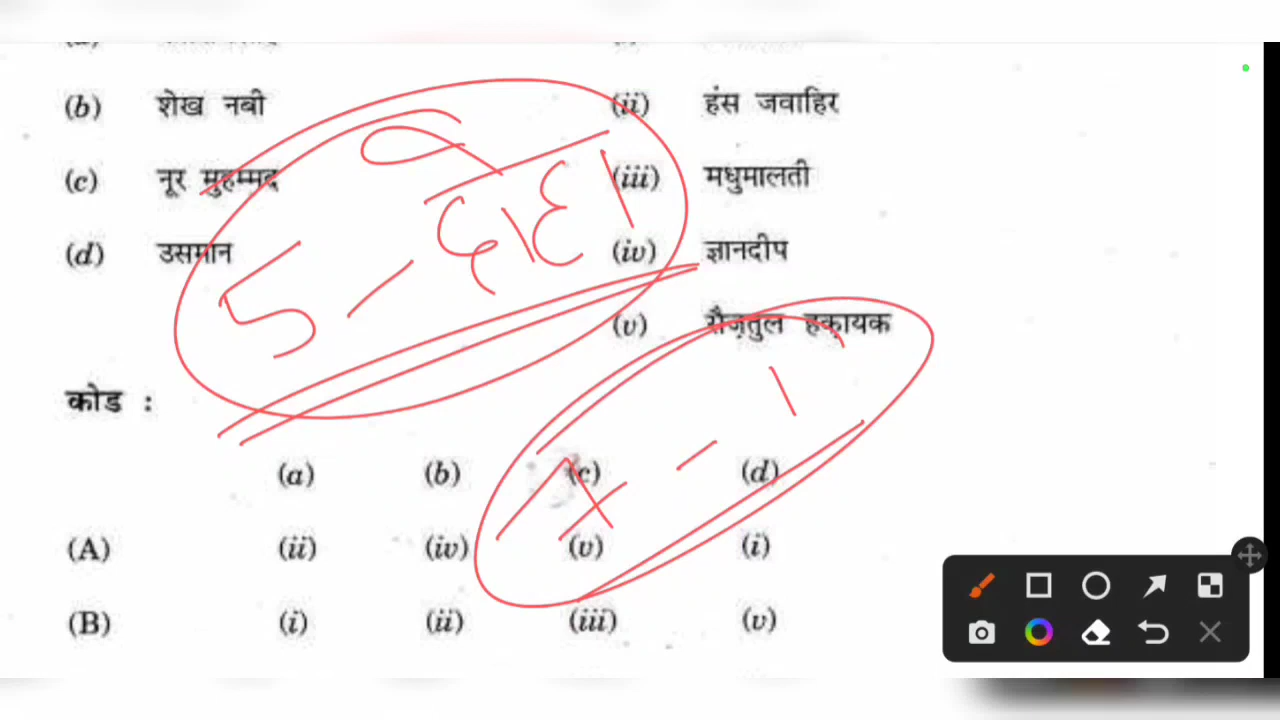 (b) शेख नबी (ii) हंस जवाहिर
(c) नूर मुहम्मद (iii) मधुमालती
(d) उसमान (iv) ज्ञानदीप
(v) रौज़तुल हक़ायक
कोड :
(a) (b) (c) (d)
(A) (ii) (iv) (v) (i)
(B) (i) (ii) (iii) (v)